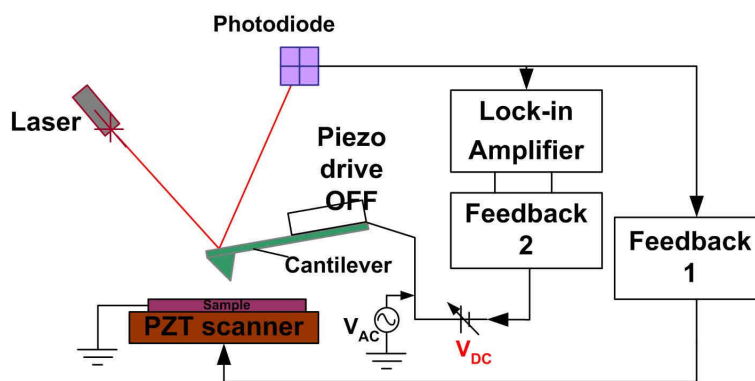 Photodiode
Laser
Lock-in
Amplifier
Piezo
drive
OFF
Feedback
2
Feedback
1
Cantilever
Sample
PZT scanner
VAC
VDC